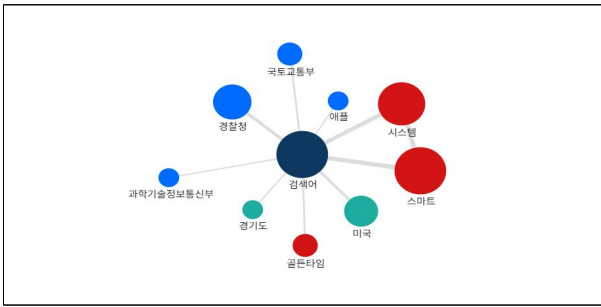 국토교통부
애플
경찰청
시스템
검색어
과학기술정보통신부
스마트
경기도
미국
골든타임